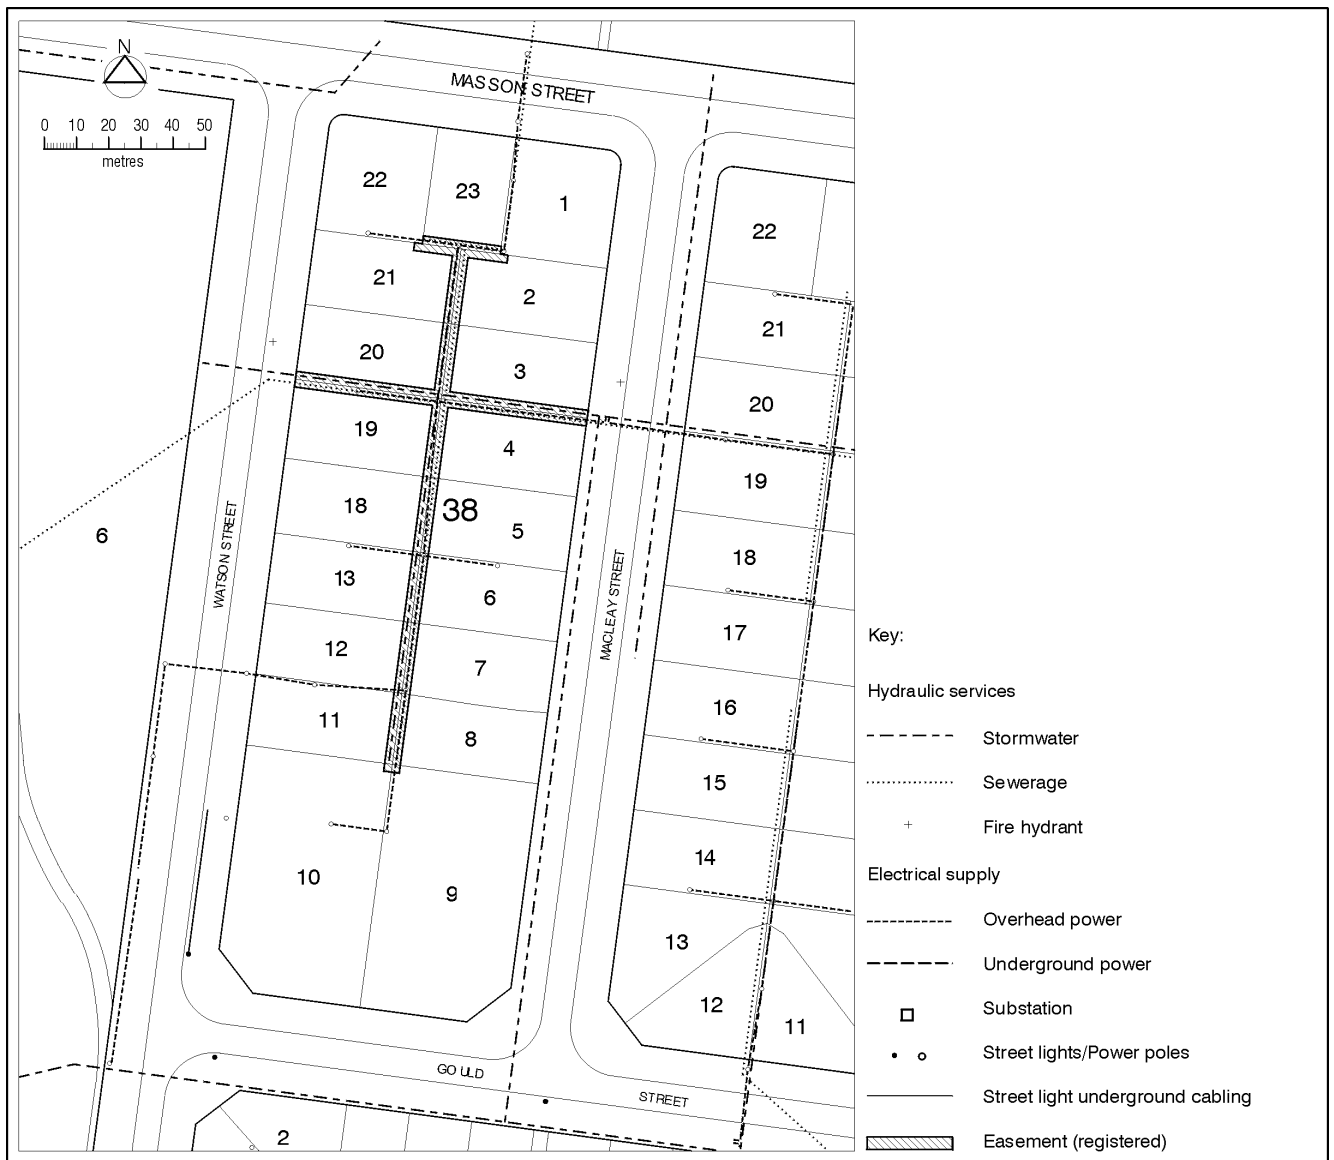 N
0 10 20 30 40 50
metres
MASSON STREET
22
23
1
22
21
2
21
20
3
20
19
4
19
38
18
5
18
6
WATSON STREET
MACLEAY STREET
13
6
17
12
7
16
11
8
15
14
10
9
13
12
11
GOULD
STREET
2
Key:
Hydraulic services
Stormwater
Sewerage
Fire hydrant
Electrical supply
Overhead power
Underground power
Substation
Street lights/Power poles
Street light underground cabling
Easement (registered)